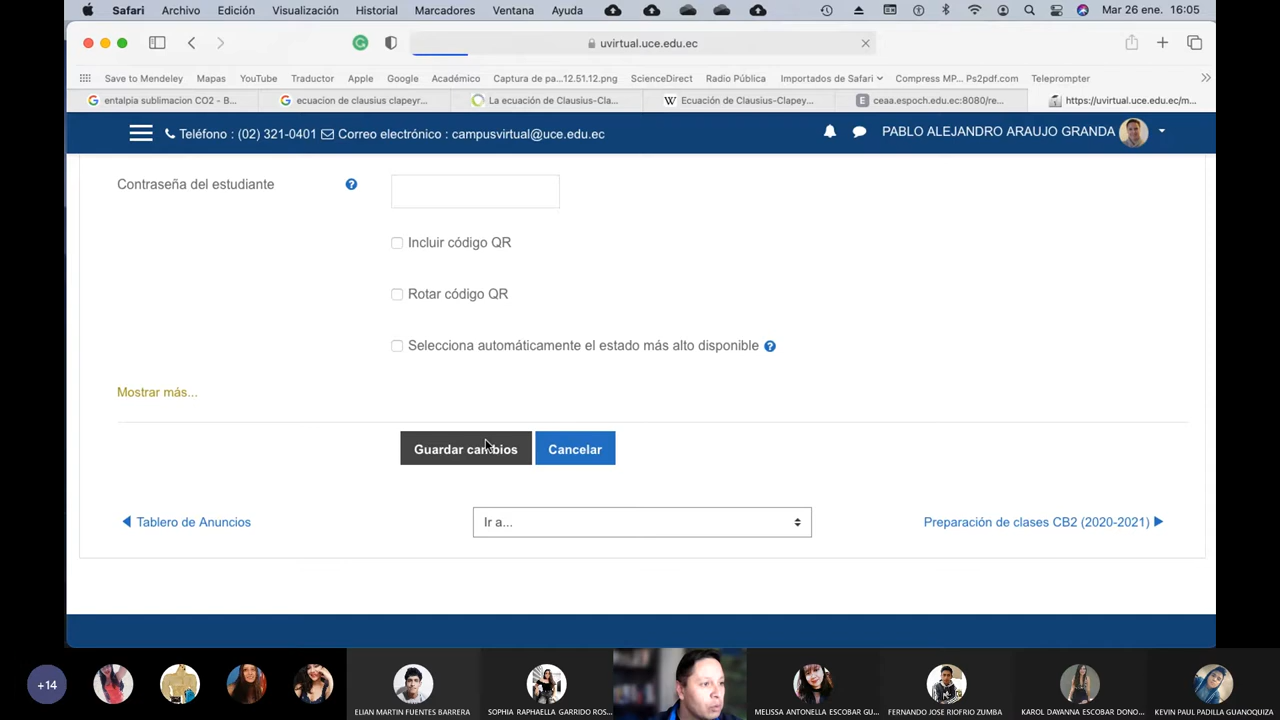 Safari Archivo Edición Visualización Historial Marcadores Ventana Ayuda Mar 26 ene. 16:05
uvirtual.uce.edu.ec
Save to Mendeley Mapas YouTube Traductor Apple Google Académico Captura de pa...12.51.12.png ScienceDirect Radio Pública Importados de Safari Compress MP... Ps2pdf.com Teleprompter
entalpia sublimacion CO2 - B... ecuacion de clausius clapeyr... La ecuación de Clausius-Cla... Ecuación de Clausius-Clapey... ceaa.espoch.edu.ec:8080/re... https://uvirtual.uce.edu.ec/m...
Teléfono : (02) 321-0401 Correo electrónico : campusvirtual@uce.edu.ec PABLO ALEJANDRO ARAUJO GRANDA
Contraseña del estudiante
Incluir código QR
Rotar código QR
Selecciona automáticamente el estado más alto disponible
Mostrar más...
Guardar cambios Cancelar
Tablero de Anuncios Ir a... Preparación de clases CB2 (2020-2021)
+14
ELIAN MARTIN FUENTES BARRERA SOPHIA RAPHAELLA GARRIDO ROS... MELISSA ANTONELLA ESCOBAR GU... FERNANDO JOSE RIOFRIO ZUMBA KAROL DAYANNA ESCOBAR DONO... KEVIN PAUL PADILLA GUANOQUIZA